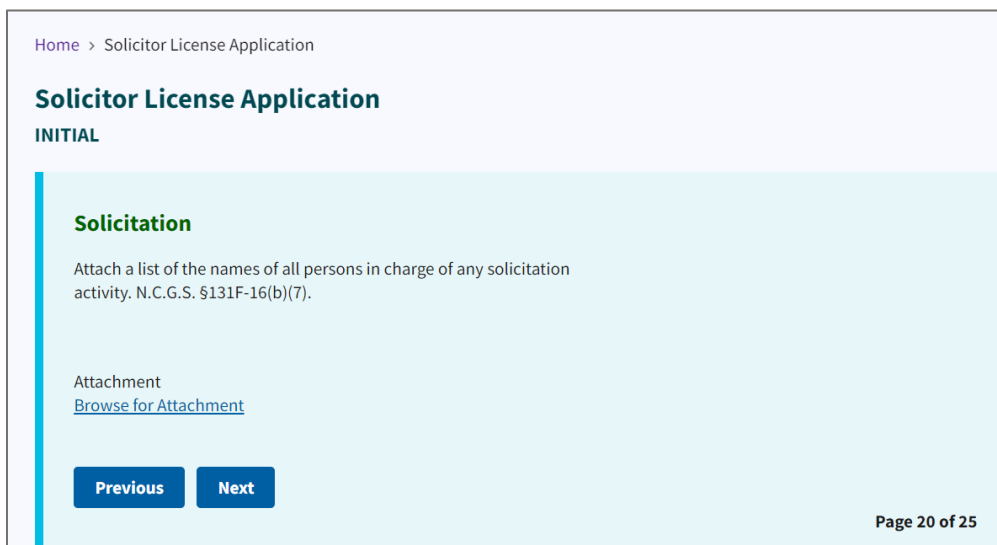 Home › Solicitor License Application
Solicitor License Application
INITIAL
Solicitation
Attach a list of the names of all persons in charge of any solicitation
activity. N.C.G.S. §131F-16(b)(7).
Attachment
Browse for Attachment
Previous Next
Page 20 of 25